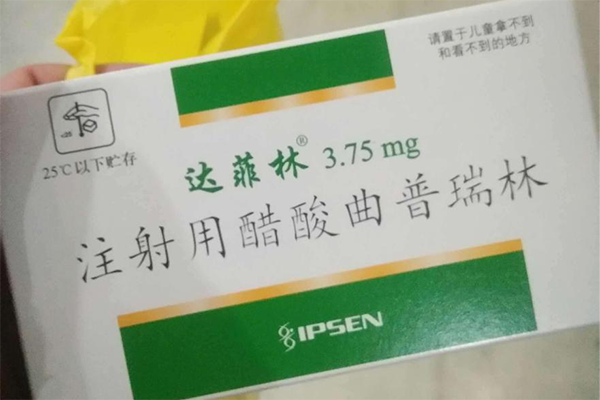 请置于儿童拿不到
和看不到的地方
<25
25℃以下贮存
达菲林® 3.75 mg
注射用醋酸曲普瑞林
IPSEN